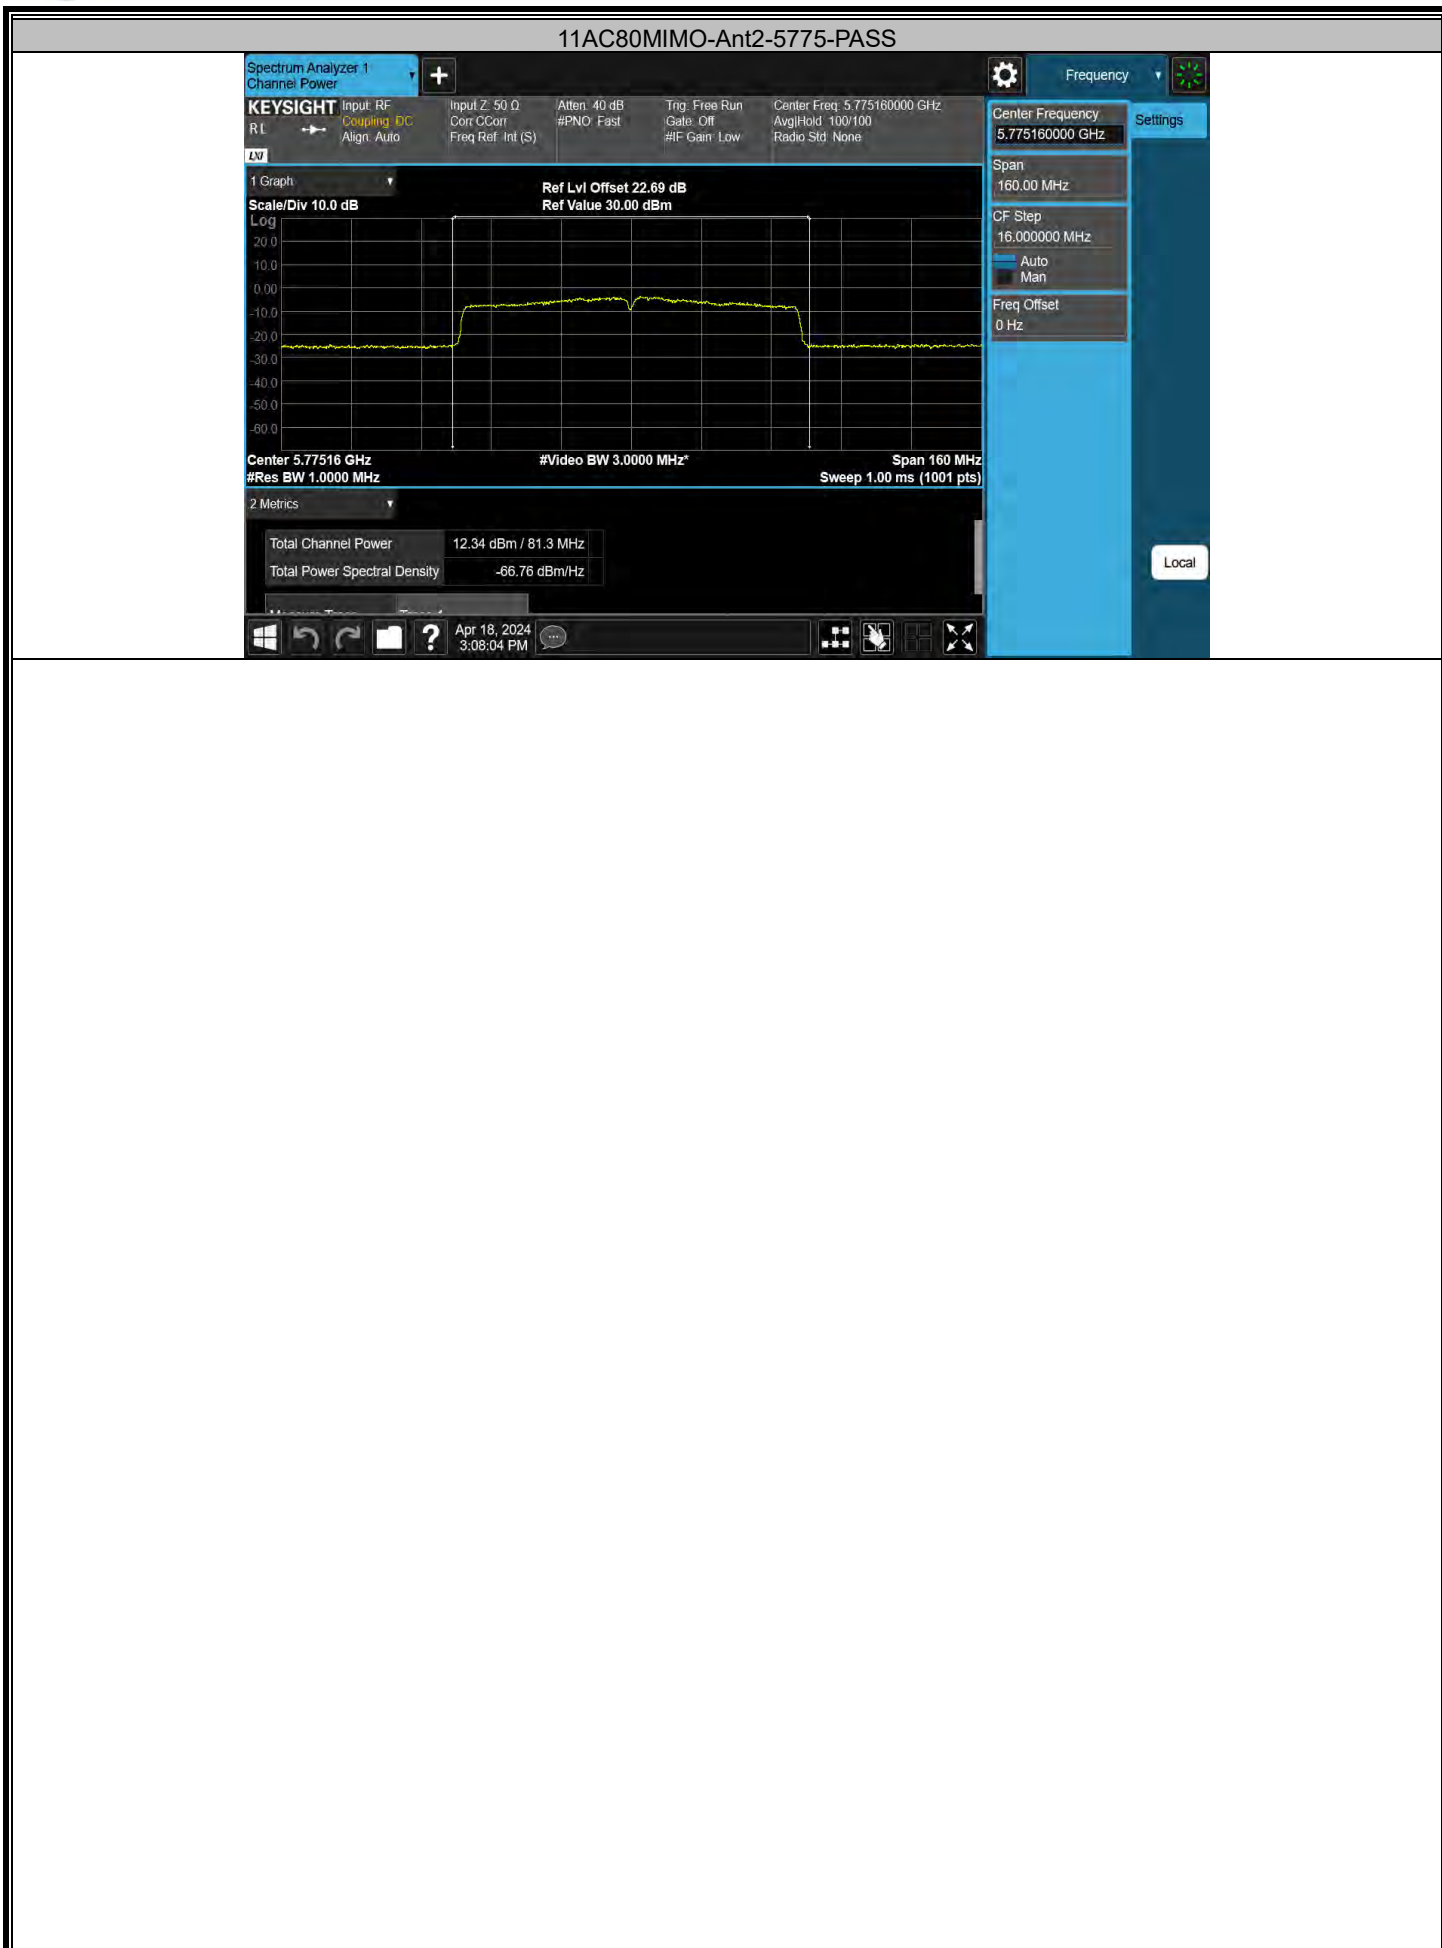 11AC80MIMO-Ant2-5775-PASS
Spectrum Analyzer 1
Channel Power
+
Frequency
KEYSIGHT
R L
LXI
Input: RF
Coupling: DC
Align: Auto
Input Z: 50 Ω
Corr CCorr
Freq Ref: Int (S)
Atten: 40 dB
#PNO: Fast
Trig: Free Run
Gate: Off
#IF Gain: Low
Center Freq: 5.775160000 GHz
Avg|Hold: 100/100
Radio Std: None
Center Frequency
5.775160000 GHz
Settings
Span
160.00 MHz
CF Step
16.000000 MHz
Auto
Man
Freq Offset
0 Hz
Local
1 Graph
Scale/Div 10.0 dB
Ref Lvl Offset 22.69 dB
Ref Value 30.00 dBm
Log
20.0
10.0
0.00
-10.0
-20.0
-30.0
-40.0
-50.0
-60.0
Center 5.77516 GHz
#Video BW 3.0000 MHz*
Span 160 MHz
#Res BW 1.0000 MHz
Sweep 1.00 ms (1001 pts)
2 Metrics
Total Channel Power 12.34 dBm / 81.3 MHz
Total Power Spectral Density -66.76 dBm/Hz
?
Apr 18, 2024
3:08:04 PM